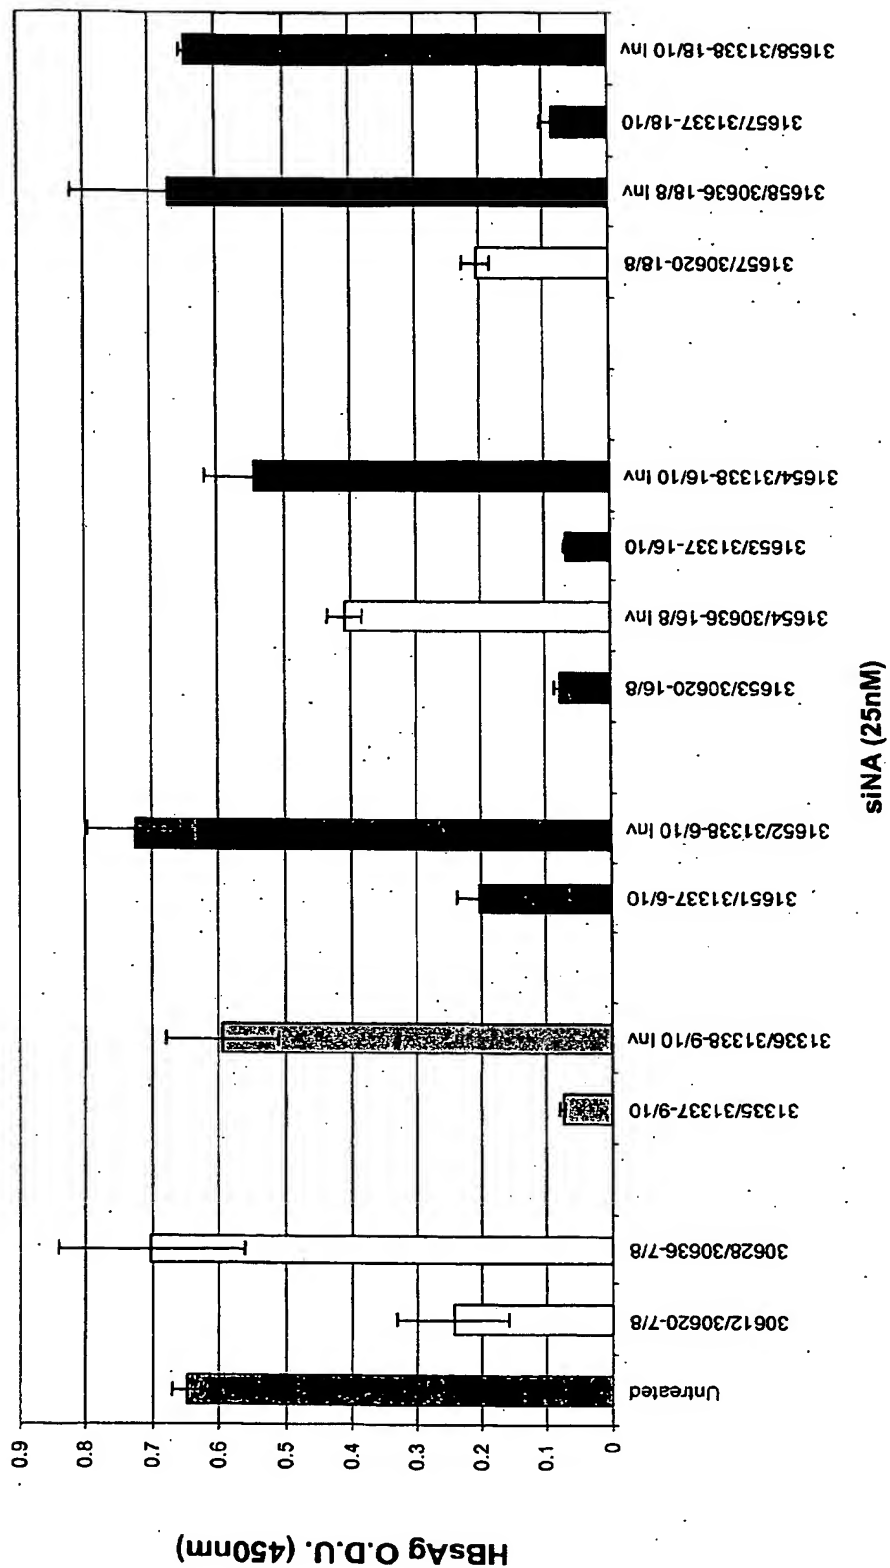 HBsAg O.D.U. (450nm)
0.9
0.8
0.7
0.6
0.5
0.4
0.3
0.2
0.1
0
Untreated
30612/30620-7/8
30628/30636-7/8
31335/31337-9/10
31336/31338-9/10 Inv
31651/31337-6/10
31652/31338-6/10 Inv
31653/30620-16/8
31654/30636-16/8 Inv
31653/31337-16/10
31654/31338-16/10 Inv
31657/30620-18/8
31658/30636-18/8 Inv
31657/31337-18/10
31658/31338-18/10 Inv
siNA (25nM)